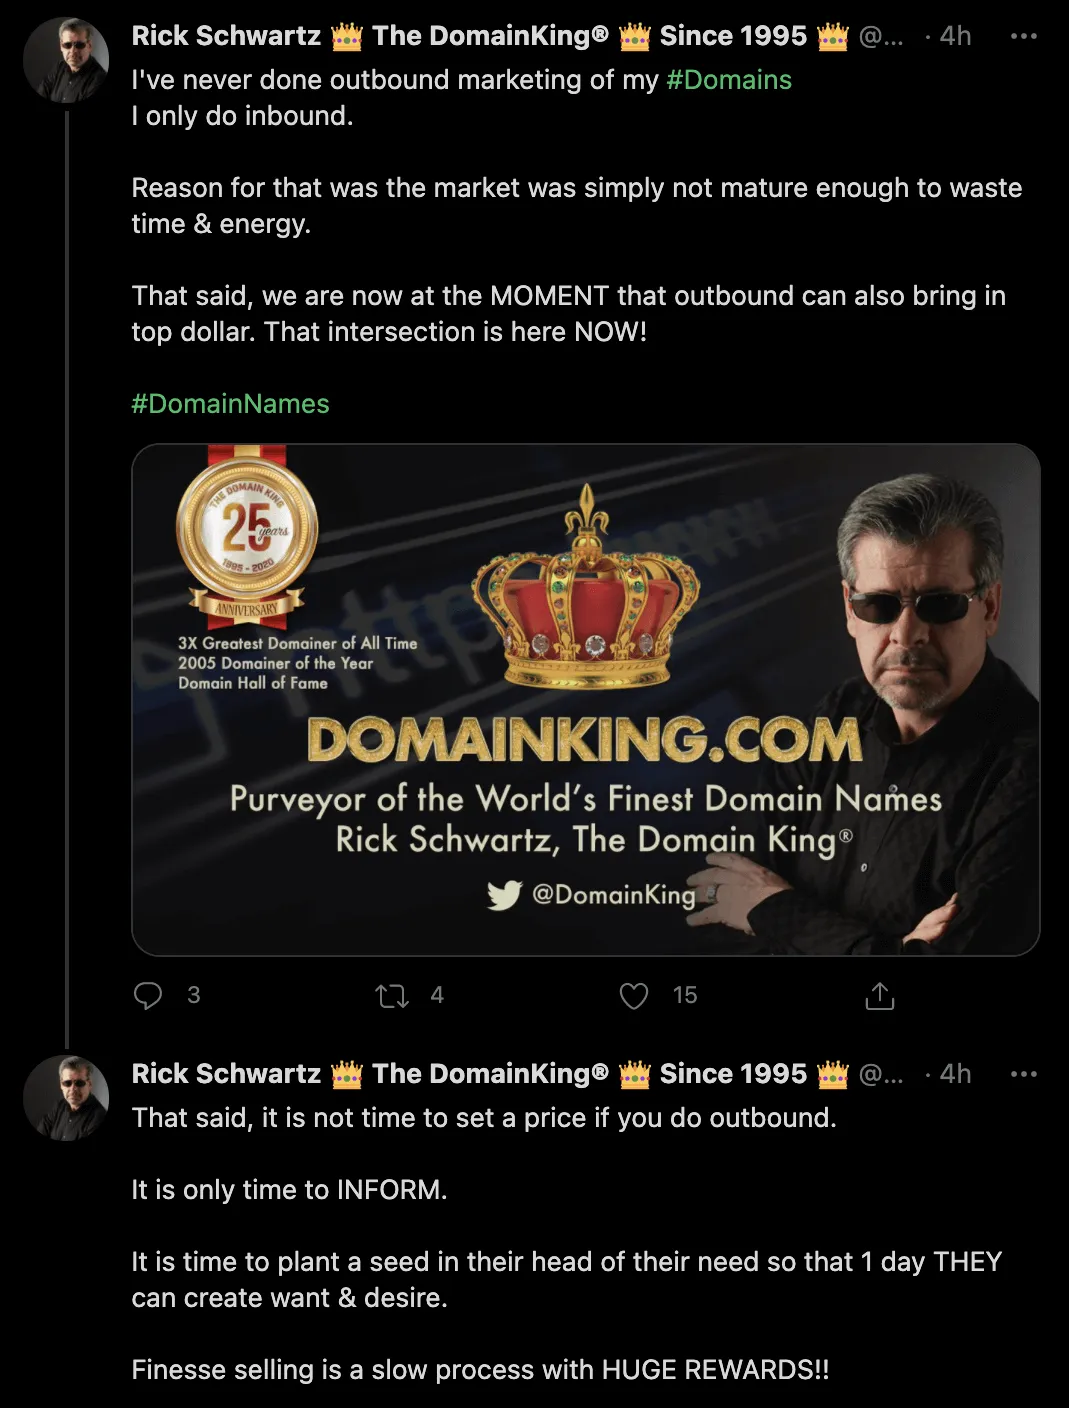 Rick Schwartz 👑 The DomainKing® 👑 Since 1995 👑 @... · 4h
I've never done outbound marketing of my #Domains
I only do inbound.
Reason for that was the market was simply not mature enough to waste
time & energy.
That said, we are now at the MOMENT that outbound can also bring in
top dollar. That intersection is here NOW!
#DomainNames
THE DOMAIN KING
25
years
1995 - 2020
ANNIVERSARY
3X Greatest Domainer of All Time
2005 Domainer of the Year
Domain Hall of Fame
http
www
DOMAINKING.COM
Purveyor of the World's Finest Domain Names
Rick Schwartz, The Domain King®
@DomainKing
3 4 15
Rick Schwartz 👑 The DomainKing® 👑 Since 1995 👑 @... · 4h
That said, it is not time to set a price if you do outbound.
It is only time to INFORM.
It is time to plant a seed in their head of their need so that 1 day THEY
can create want & desire.
Finesse selling is a slow process with HUGE REWARDS!!